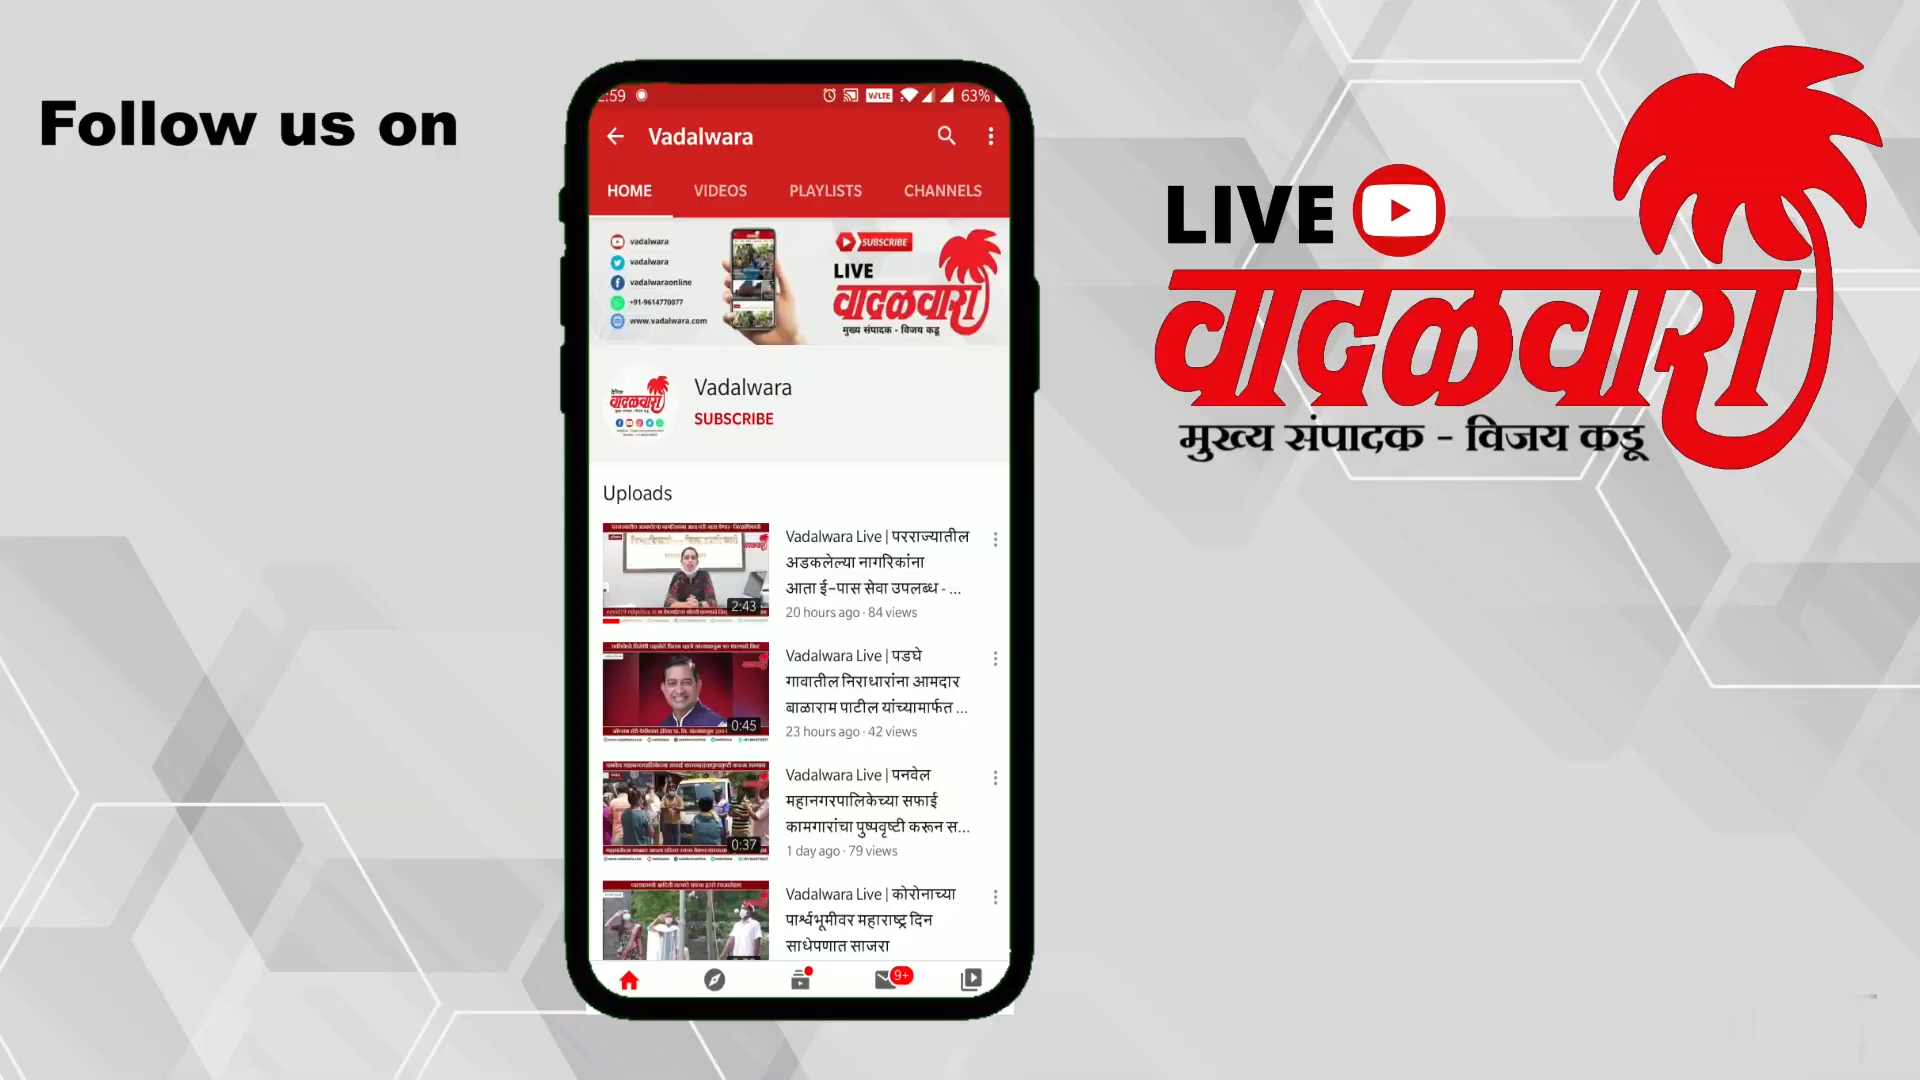 Follow us on
2:59
VoLTE
63%
Vadalwara
HOME VIDEOS PLAYLISTS CHANNELS
vadalwara
vadalwara
vadalwaraonline
+91-9614770077
www.vadalwara.com
SUBSCRIBE
LIVE
वादळवारा
मुख्य संपादक - विजय कडू
वादळवारा
Vadalwara
SUBSCRIBE
Uploads
2:43
Vadalwara Live | परराज्यातील
अडकलेल्या नागरिकांना
आता ई-पास सेवा उपलब्ध - ...
20 hours ago · 84 views
0:45
Vadalwara Live | पडघे
गावातील निराधारांना आमदार
बाळाराम पाटील यांच्यामार्फत ...
23 hours ago · 42 views
0:37
Vadalwara Live | पनवेल
महानगरपालिकेच्या सफाई
कामगारांचा पुष्पवृष्टी करून स...
1 day ago · 79 views
Vadalwara Live | कोरोनाच्या
पार्श्वभूमीवर महाराष्ट्र दिन
साधेपणात साजरा
9+
LIVE
वादळवारा
मुख्य संपादक - विजय कडू